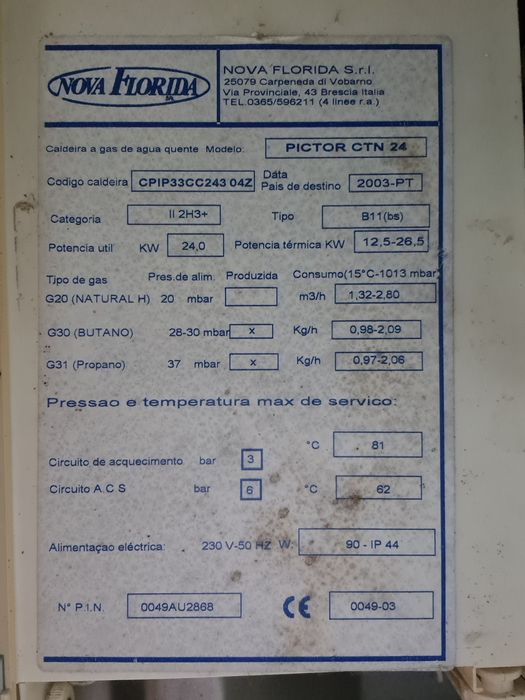 NOVA FLORIDA
NOVA FLORIDA S.r.l.
25079 Carpeneda di Vobarno
Via Provinciale, 43 Brescia Italia
TEL.0365/596211 (4 linee r.a.)
Caldeira a gas de agua quente Modelo: PICTOR CTN 24
Codigo caldeira CPIP33CC243 04Z Dáta Pais de destino 2003-PT
Categoria II 2H3+ Tipo B11(bs)
Potencia util KW 24,0 Potencia térmica KW 12,5-26,5
Tipo de gas Pres.de alim. Produzida Consumo(15°C-1013 mbar)
G20 (NATURAL H) 20 mbar m3/h 1,32-2,80
G30 (BUTANO) 28-30 mbar x Kg/h 0,98-2,09
G31 (Propano) 37 mbar x Kg/h 0,97-2,06
Pressao e temperatura max de servico:
Circuito de acquecimento bar 3 °C 81
Circuito A C S bar 6 °C 62
Alimentaçao eléctrica: 230 V-50 HZ W. 90 - IP 44
N° P.I.N. 0049AU2868 CE 0049-03